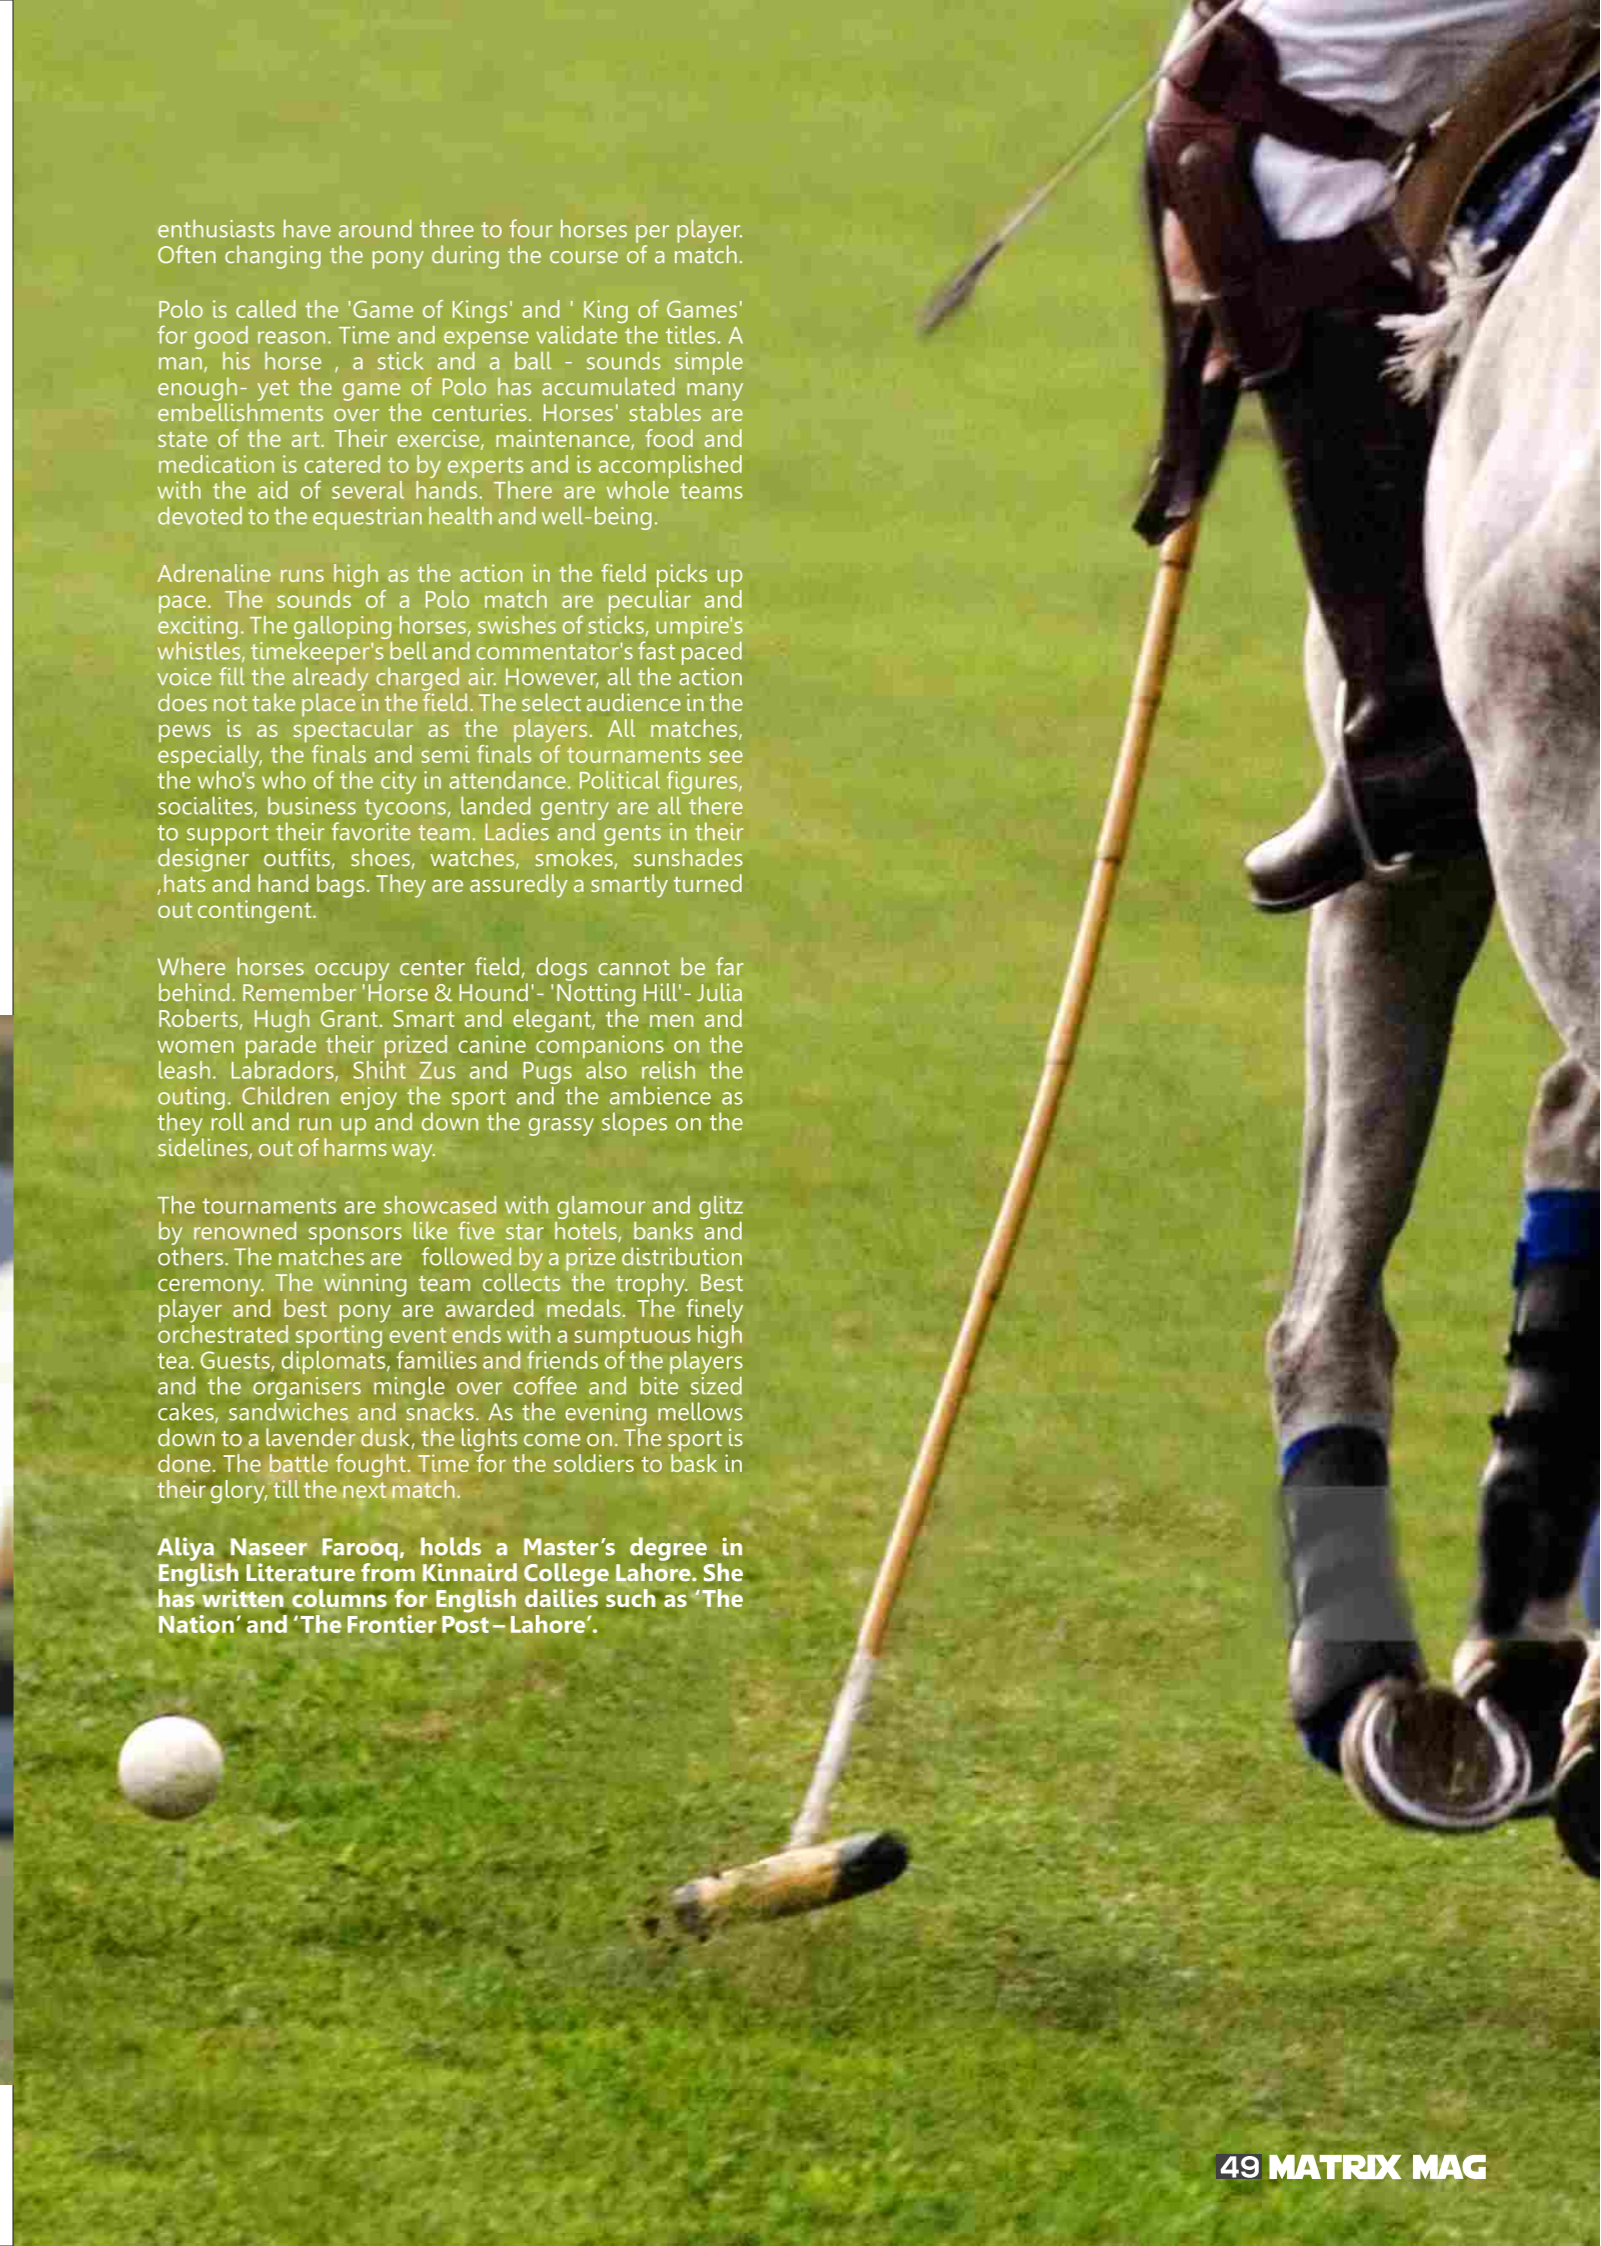 enthusiasts have around three to four horses per player.
Often changing the pony during the course of a match.
Polo is called the 'Game of Kings' and ' King of Games'
for good reason. Time and expense validate the titles. A
man, his horse , a stick and a ball - sounds simple
enough- yet the game of Polo has accumulated many
embellishments over the centuries. Horses' stables are
state of the art. Their exercise, maintenance, food and
medication is catered to by experts and is accomplished
with the aid of several hands. There are whole teams
devoted to the equestrian health and well-being.
Adrenaline runs high as the action in the field picks up
pace. The sounds of a Polo match are peculiar and
exciting. The galloping horses, swishes of sticks, umpire's
whistles, timekeeper's bell and commentator's fast paced
voice fill the already charged air. However, all the action
does not take place in the field. The select audience in the
pews is as spectacular as the players. All matches,
especially, the finals and semi finals of tournaments see
the who's who of the city in attendance. Political figures,
socialites, business tycoons, landed gentry are all there
to support their favorite team. Ladies and gents in their
designer outfits, shoes, watches, smokes, sunshades
,hats and hand bags. They are assuredly a smartly turned
out contingent.
Where horses occupy center field, dogs cannot be far
behind. Remember 'Horse & Hound'- 'Notting Hill'- Julia
Roberts, Hugh Grant. Smart and elegant, the men and
women parade their prized canine companions on the
leash. Labradors, Shiht Zus and Pugs also relish the
outing. Children enjoy the sport and the ambience as
they roll and run up and down the grassy slopes on the
sidelines, out of harms way.
The tournaments are showcased with glamour and glitz
by renowned sponsors like five star hotels, banks and
others. The matches are followed by a prize distribution
ceremony. The winning team collects the trophy. Best
player and best pony are awarded medals. The finely
orchestrated sporting event ends with a sumptuous high
tea. Guests, diplomats, families and friends of the players
and the organisers mingle over coffee and bite sized
cakes, sandwiches and snacks. As the evening mellows
down to a lavender dusk, the lights come on. The sport is
done. The battle fought. Time for the soldiers to bask in
their glory, till the next match.
Aliya Naseer Farooq, holds a Master’s degree in
English Literature from Kinnaird College Lahore. She
has written columns for English dailies such as ‘The
Nation’ and ‘The Frontier Post – Lahore’.
49 MATRIX MAG